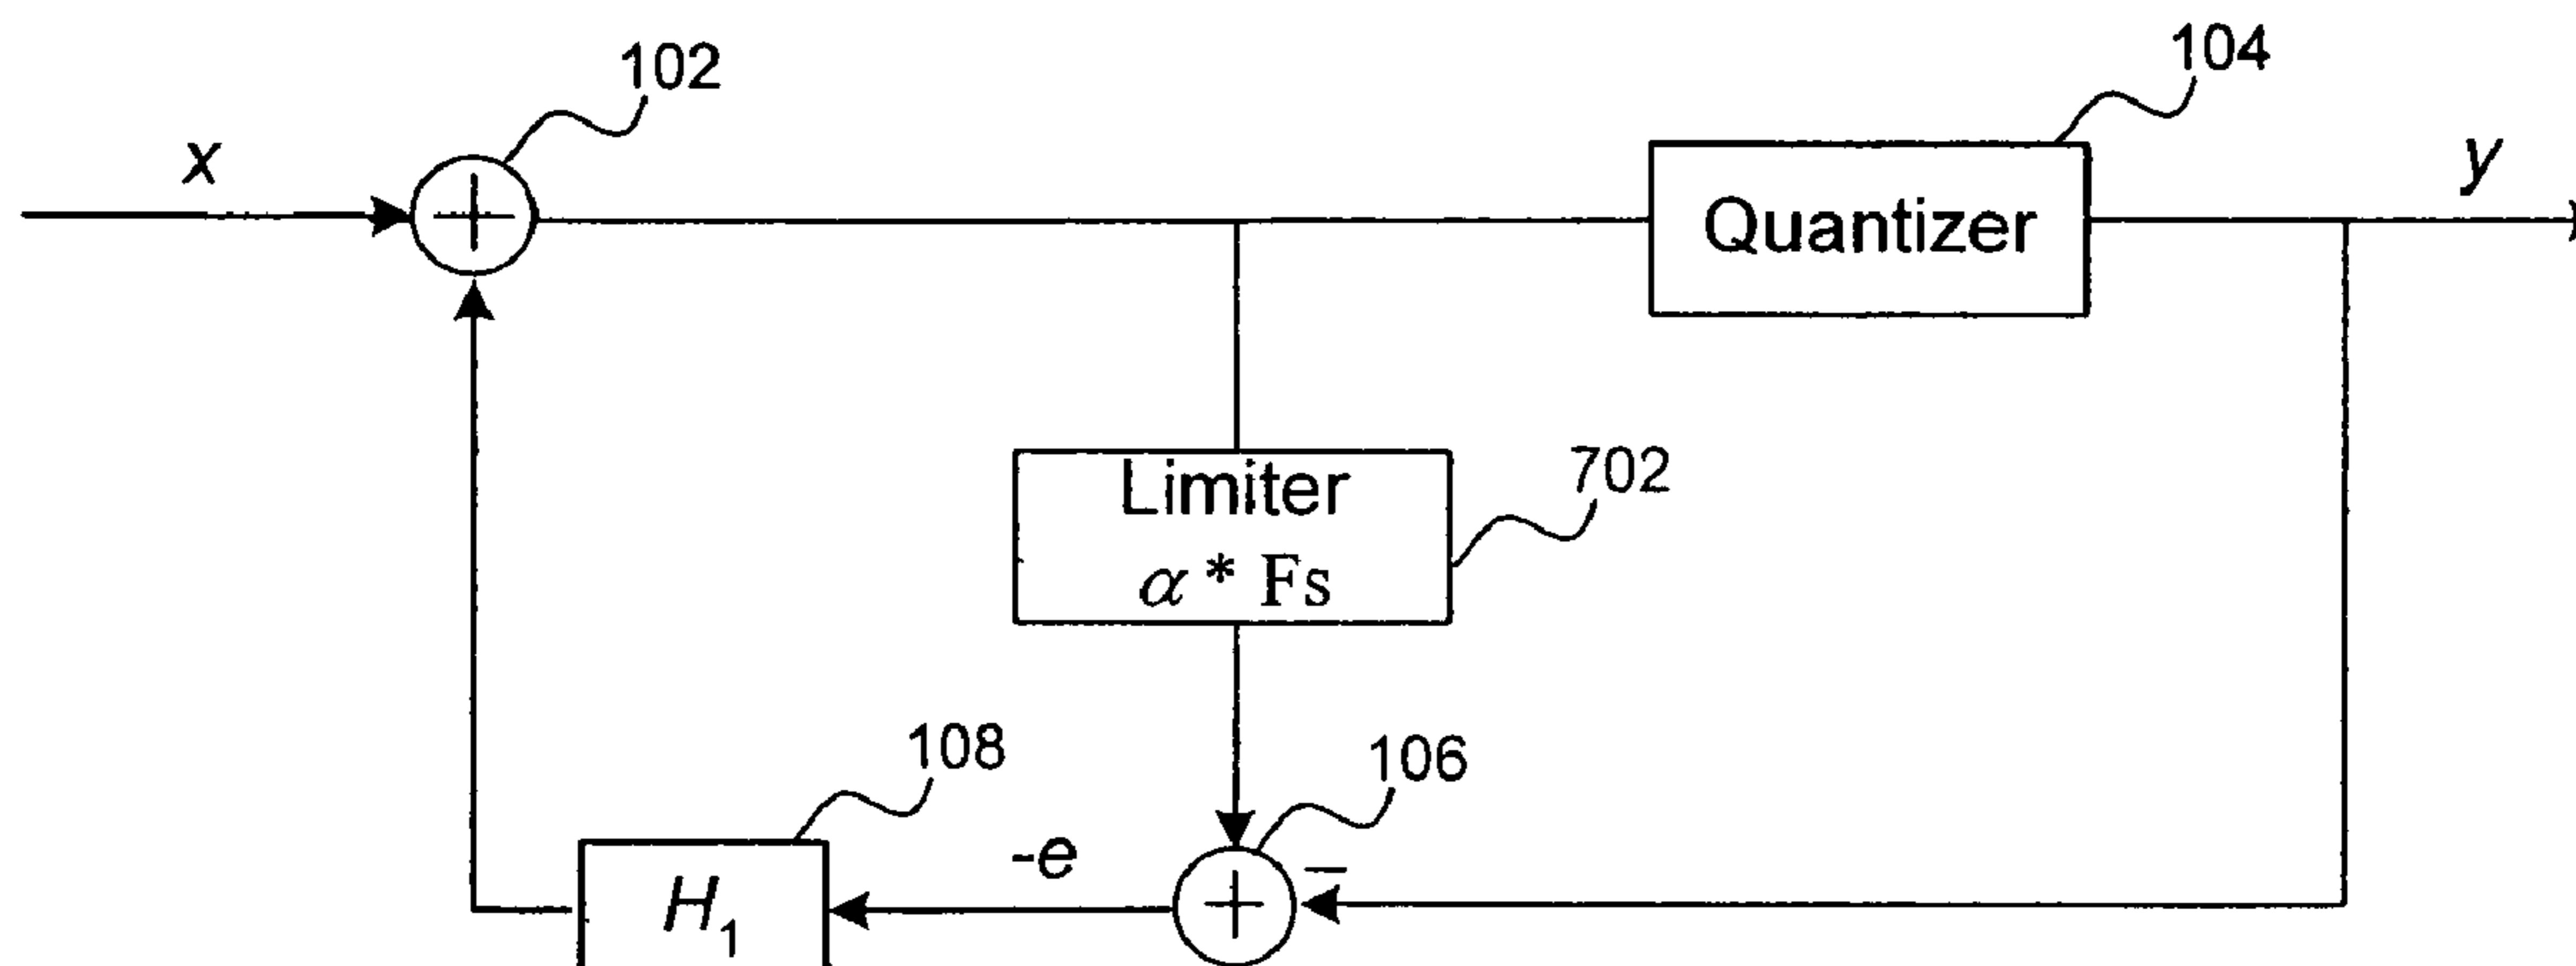 102
104
x
y
Quantizer
Limiter
α * Fs
702
108
106
-e
–
H₁